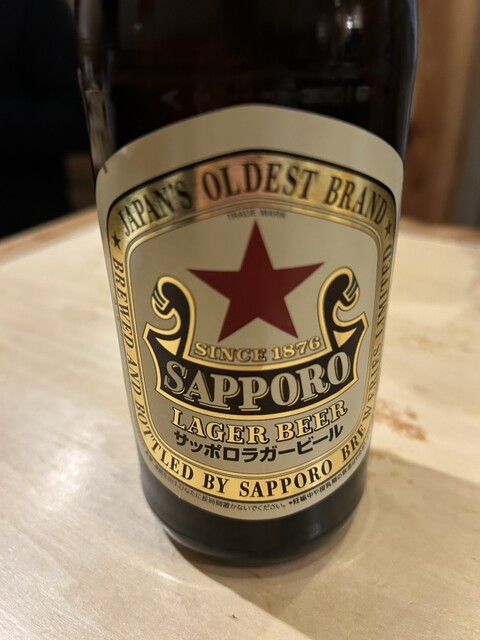 ★ JAPAN'S OLDEST BRAND ★
TRADE MARK
SINCE 1876
SAPPORO
LAGER BEER
サッポロラガービール
BREWED AND BOTTLED BY SAPPORO BREW